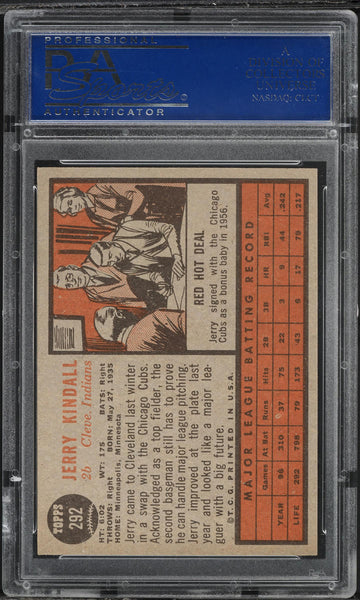 PROFESSIONAL
PSA
AUTHENTICATOR
A
DIVISION OF
COLLECTORS
UNIVERSE
NASDAQ: CLCT
TOPPS
292
JERRY KINDALL
2b Cleve. Indians
HT: 6'02 WT: 175 BATS: Right
THROWS: Right BORN: May 27, 1935
HOME: Minneapolis, Minnesota
Jerry came to Cleveland last winter
in a swap with the Chicago Cubs.
Acknowledged as a top fielder, the
second baseman still has to prove
he can handle major league pitching.
Jerry improved at the plate last
year and looked like a major lea-
guer with a big future.
© T.C.G. PRINTED IN U.S.A.
RED HOT DEAL
Jerry signed with the Chicago
Cubs as a bonus baby in 1956.
MAJOR LEAGUE BATTING RECORD
Games At Bat Runs Hits 2B 3B HR RBI Avg.
YEAR 96 310 37 75 22 3 9 44 .242
LIFE 292 798 79 173 43 6 17 79 .217